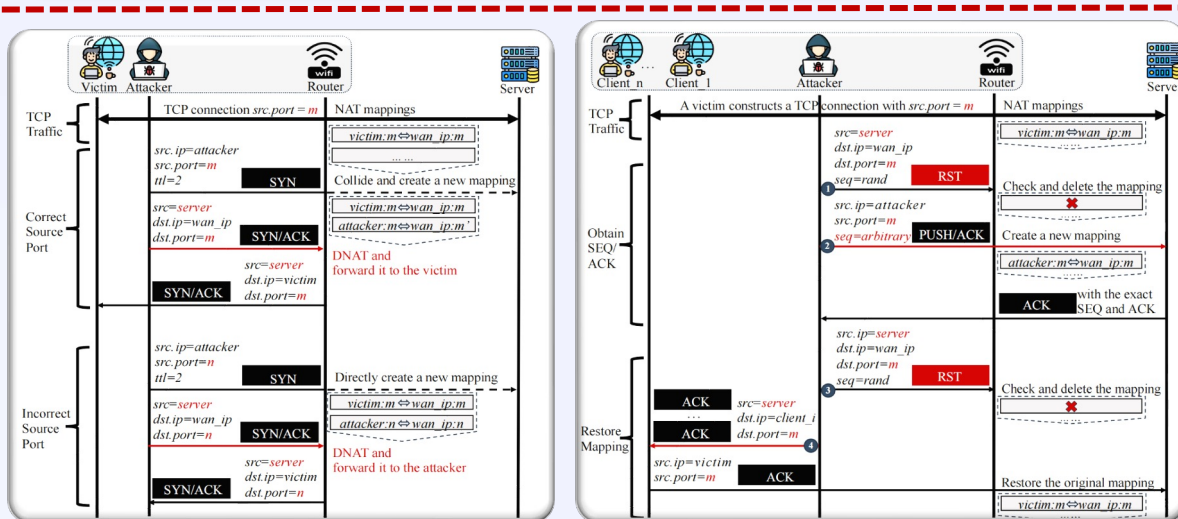 wifi
Victim
Attacker
Router
Server
TCP
Traffic
TCP connection src.port = m
NAT mappings
victim:m⇔wan_ip:m
... ...
Correct
Source
Port
src.ip=attacker
src.port=m
ttl=2
SYN
Collide and create a new mapping
victim:m⇔wan_ip:m
attacker:m⇔wan_ip:m'
src=server
dst.ip=wan_ip
dst.port=m
SYN/ACK
DNAT and
forward it to the victim
SYN/ACK
src=server
dst.ip=victim
dst.port=m
Incorrect
Source
Port
src.ip=attacker
src.port=n
ttl=2
SYN
Directly create a new mapping
victim:m ⇔wan_ip:m
attacker:n ⇔wan_ip:n
src=server
dst.ip=wan_ip
dst.port=n
SYN/ACK
DNAT and
forward it to the attacker
SYN/ACK
src=server
dst.ip=victim
dst.port=n
wifi
Client_n
...
Client_1
Attacker
Router
Serve
TCP
Traffic
A victim constructs a TCP connection with src.port = m
NAT mappings
victim:m⇔wan_ip:m
......
Obtain
SEQ/
ACK
src=server
dst.ip=wan_ip
dst.port=m
seq=rand
RST
1
Check and delete the mapping
......
src.ip=attacker
src.port=m
seq=arbitrary
PUSH/ACK
2
Create a new mapping
attacker:m⇔wan_ip:m
......
ACK
with the exact
SEQ and ACK
Restore
Mapping
src.ip=server
dst.ip=wan_ip
dst.port=m
seq=rand
RST
3
Check and delete the mapping
......
ACK
...
ACK
src=server
dst.ip=client_i
dst.port=m
4
src.ip=victim
src.port=m
ACK
Restore the original mapping
victim:m⇔wan_ip:m
......